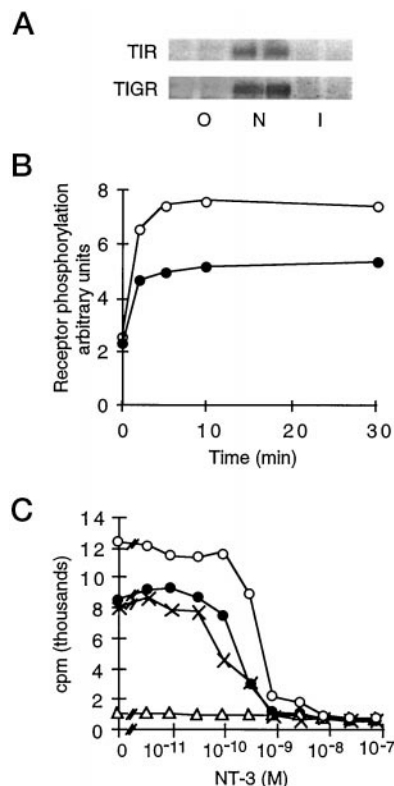 A
TIR
TIGR
O N I
B
8
6
4
2
0
Receptor phosphorylation
arbitrary units
0 10 20 30
Time (min)
C
14
12
10
8
6
4
2
0
cpm (thousands)
0 10⁻¹¹ 10⁻¹⁰ 10⁻⁹ 10⁻⁸ 10⁻⁷
NT-3 (M)